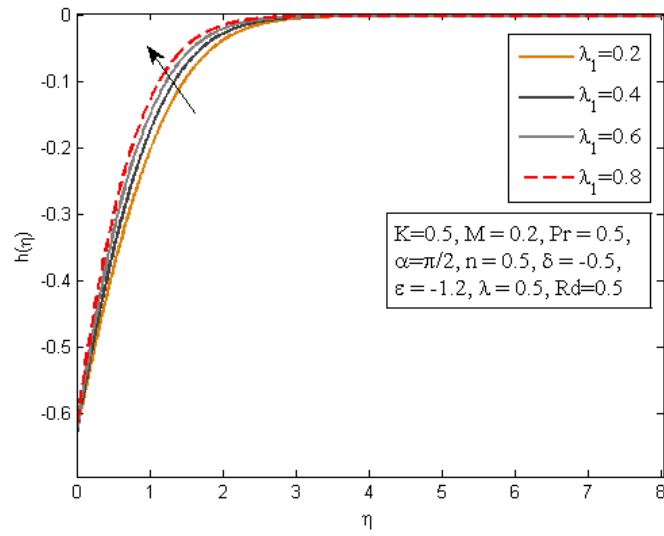 0
-0.1
-0.2
-0.3
-0.4
-0.5
-0.6
h(η)
λ1=0.2
λ1=0.4
λ1=0.6
λ1=0.8
K=0.5, M = 0.2, Pr = 0.5,
α=π/2, n = 0.5, δ = -0.5,
ε = -1.2, λ = 0.5, Rd=0.5
0 1 2 3 4 5 6 7 8
η